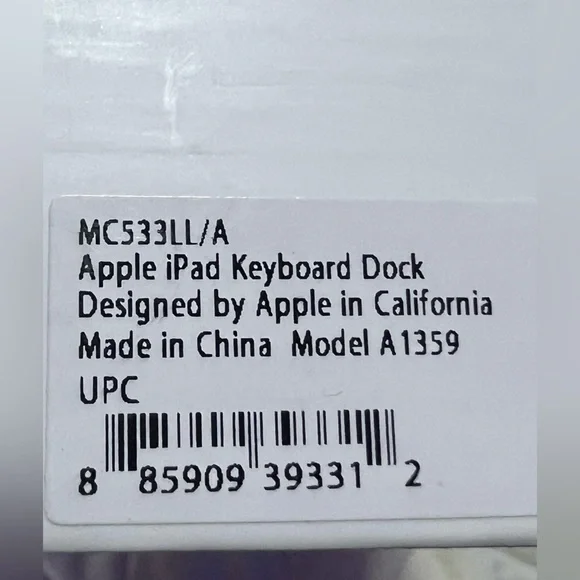 MC533LL/A
Apple iPad Keyboard Dock
Designed by Apple in California
Made in China Model A1359
UPC
8 85909 39331 2